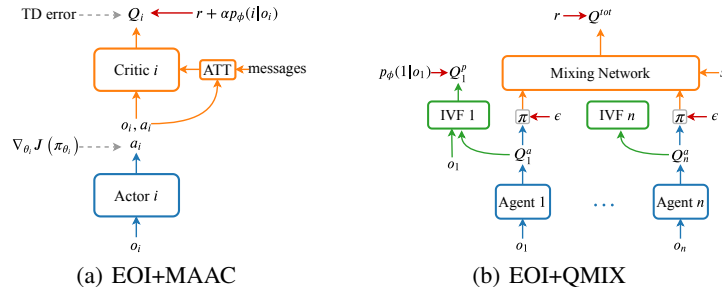 TD error
Q_i
r + αp_ϕ(i|o_i)
Critic i
ATT
messages
o_i, a_i
∇_{θ_i} J (π_{θ_i})
a_i
Actor i
o_i
(a) EOI+MAAC
r
Q^{tot}
Mixing Network
p_ϕ(1|o_1)
Q_1^p
IVF 1
π
ϵ
IVF n
π
ϵ
o_1
Q_1^a
Q_n^a
Agent 1
...
Agent n
o_1
o_n
(b) EOI+QMIX